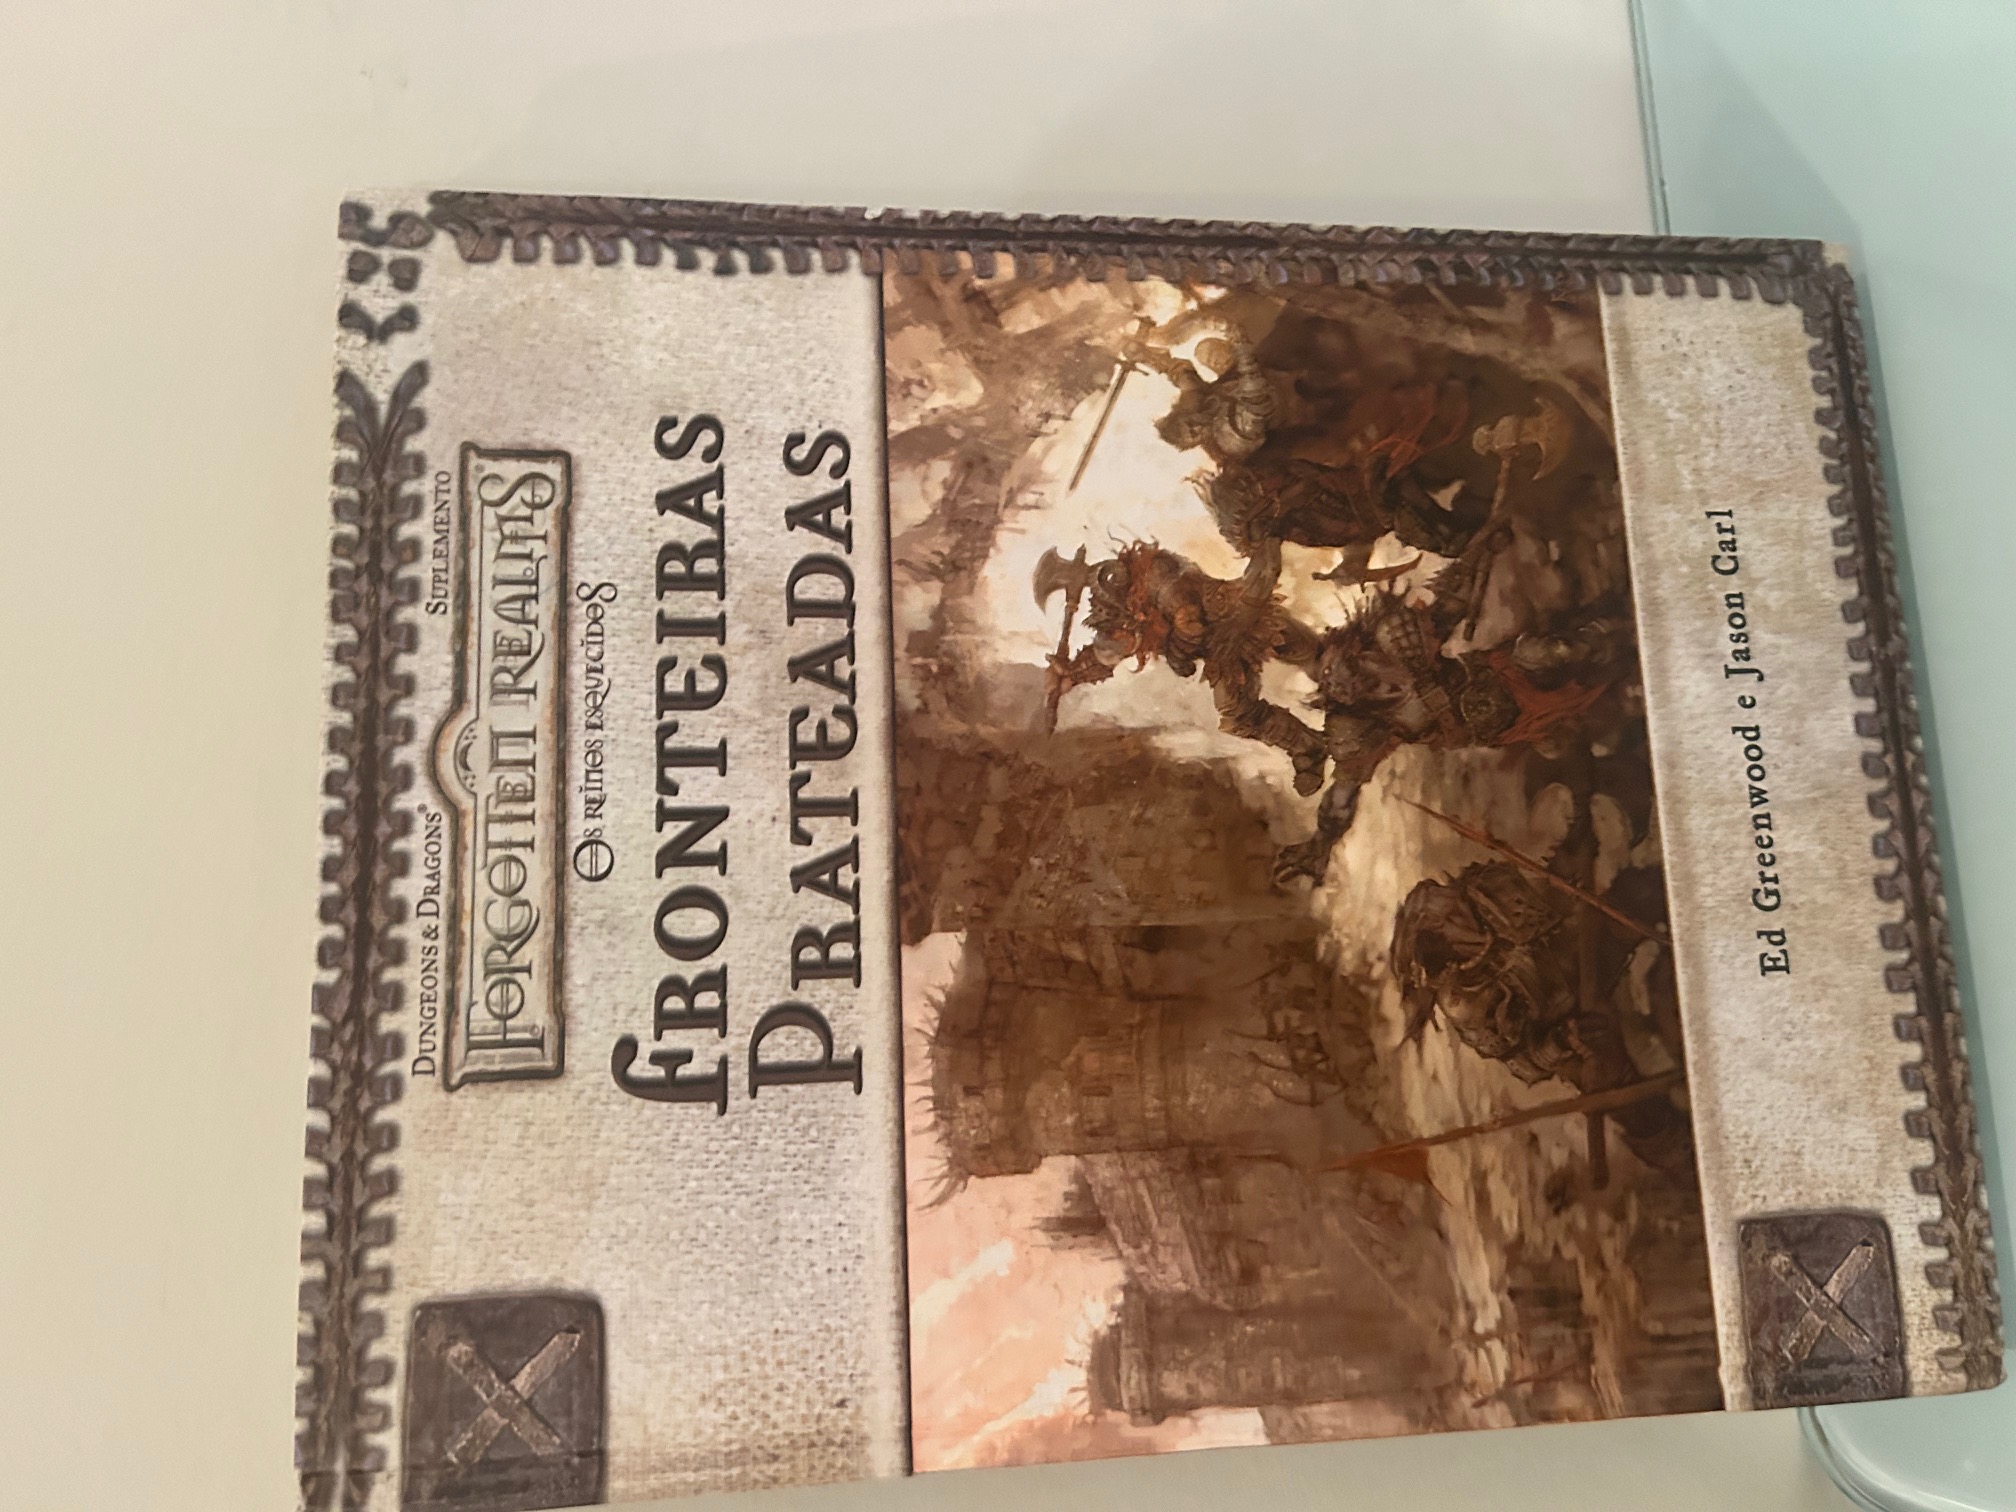 DUNGEONS & DRAGONS® SUPLEMENTO
FORGOTTEN REALMS®
OS REINOS ESQUECIDOS
FRONTEIRAS
PRATEADAS
Ed Greenwood e Jason Carl